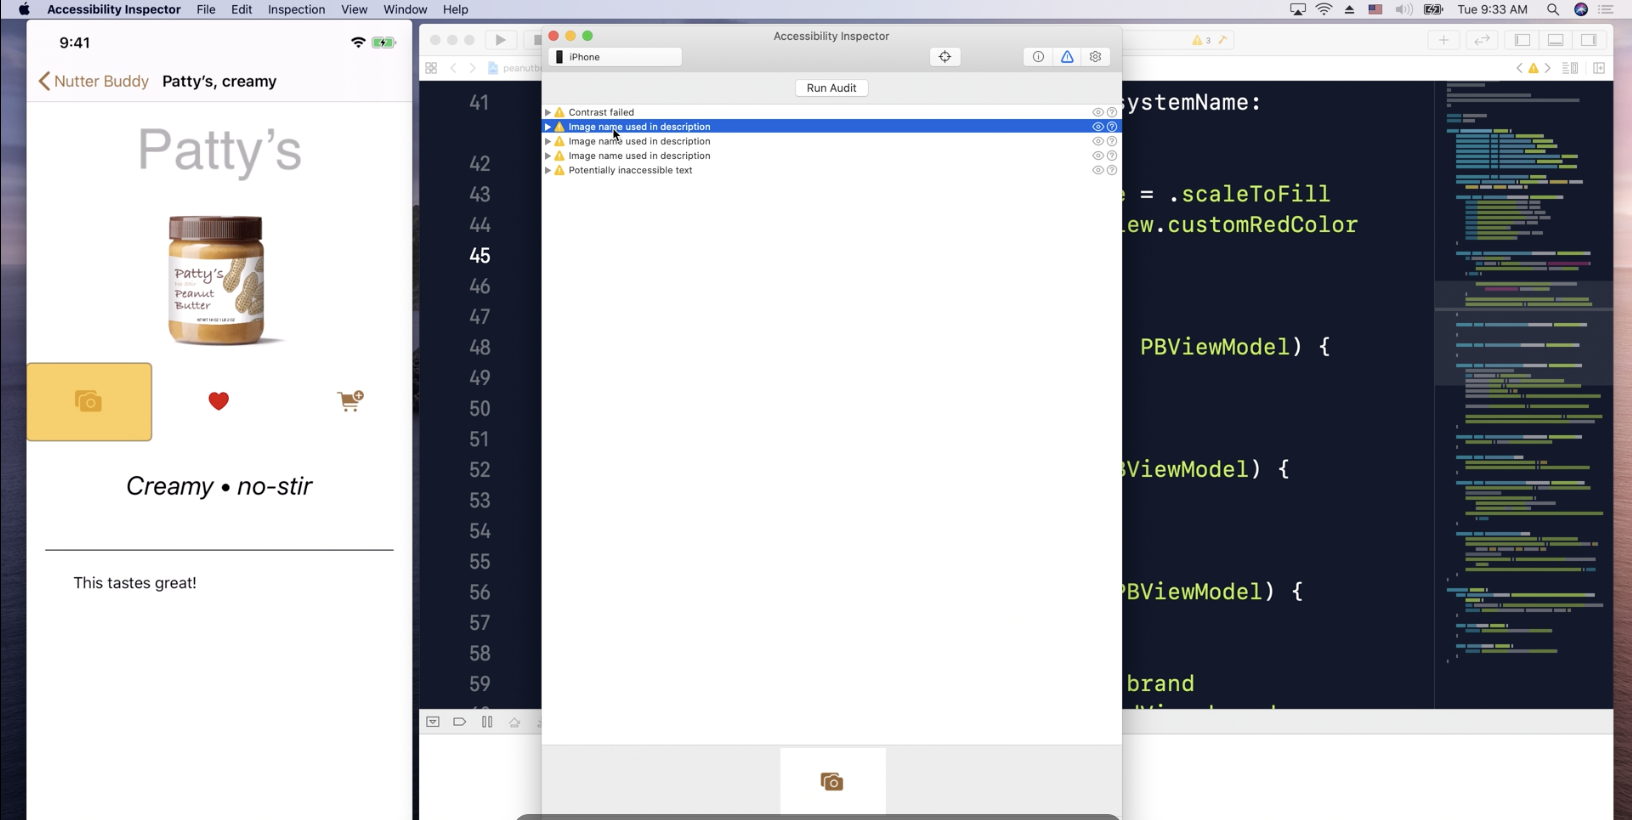 Accessibility Inspector File Edit Inspection View Window Help
Tue 9:33 AM
9:41
Nutter Buddy Patty's, creamy
Patty's
Patty's
Peanut
Butter
Creamy • no-stir
This tastes great!
Accessibility Inspector
iPhone
3
Run Audit
Contrast failed
Image name used in description
Image name used in description
Image name used in description
Potentially inaccessible text
41 systemName:
42
43 = .scaleToFill
44 ew.customRedColor
45
46
47
48 PBViewModel) {
49
50
51
52 BViewModel) {
53
54
55
56 PBViewModel) {
57
58
59 brand